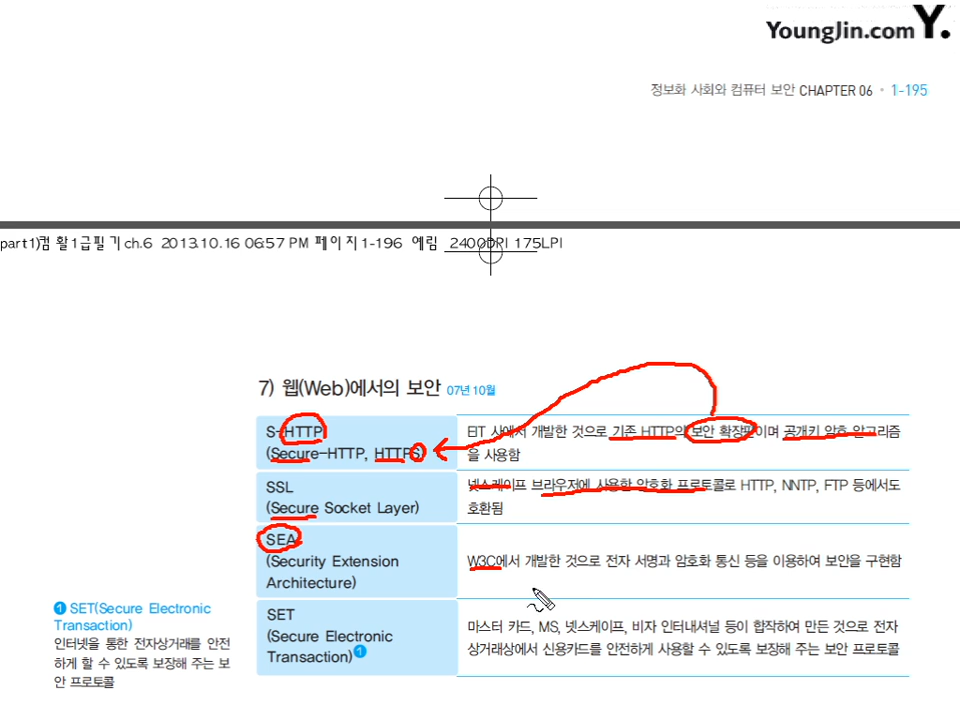 YoungJin.com Y.
정보화 사회와 컴퓨터 보안 CHAPTER 06 • 1-195
part1)컴 활1급필 기 ch.6 2013.10.16 06:57 PM 페이 지1-196 예림 2400DPI 175LPI
7) 웹(Web)에서의 보안 07년 10월
S-HTTP
(Secure-HTTP, HTTPS)
EIT 사에서 개발한 것으로 기존 HTTP의 보안 확장판이며 공개키 암호 알고리즘
을 사용함
SSL
(Secure Socket Layer)
넷스케이프 브라우저에 사용한 암호화 프로토콜로 HTTP, NNTP, FTP 등에서도
호환됨
SEA
(Security Extension
Architecture)
W3C에서 개발한 것으로 전자 서명과 암호화 통신 등을 이용하여 보안을 구현함
SET
(Secure Electronic
Transaction)❶
마스터 카드, MS, 넷스케이프, 비자 인터내셔널 등이 합작하여 만든 것으로 전자
상거래상에서 신용카드를 안전하게 사용할 수 있도록 보장해 주는 보안 프로토콜
❶ SET(Secure Electronic
Transaction)
인터넷을 통한 전자상거래를 안전
하게 할 수 있도록 보장해 주는 보
안 프로토콜